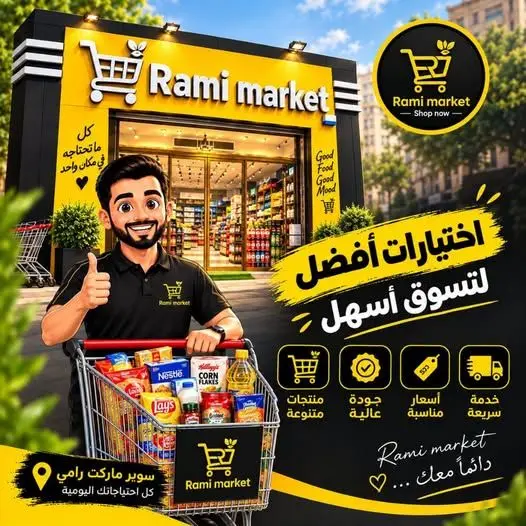 Rami market
Rami market
Shop now
كل
ما تحتاجه
في مكان واحد
Good
Food
Good
Mood
Rami market
اختيارات أفضل
لتسوق أسهل
منتجات
متنوعة
جودة
عالية
أسعار
مناسبة
خدمة
سريعة
Nestle
Kellogg's
CORN
FLAKES
Lay's
Rami market
Rami market
دائماً معك ...
سوبر ماركت رامي
كل احتياجاتك اليومية